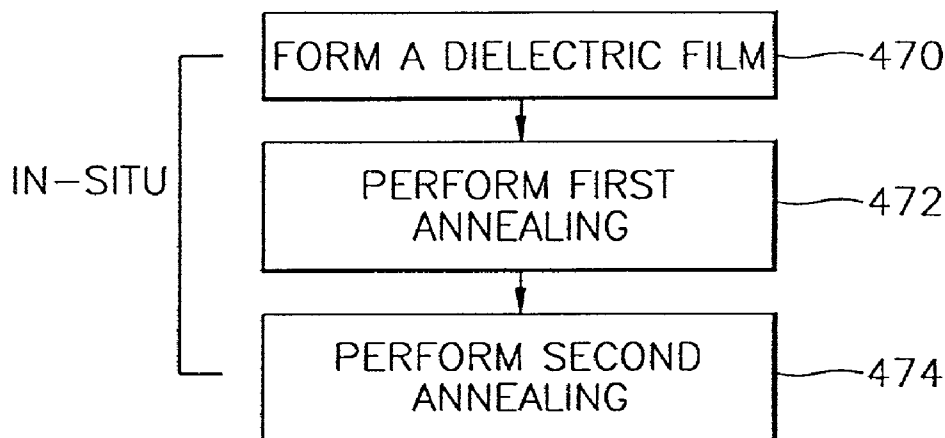 FORM A DIELECTRIC FILM
470
IN-SITU
PERFORM FIRST
ANNEALING
472
PERFORM SECOND
ANNEALING
474